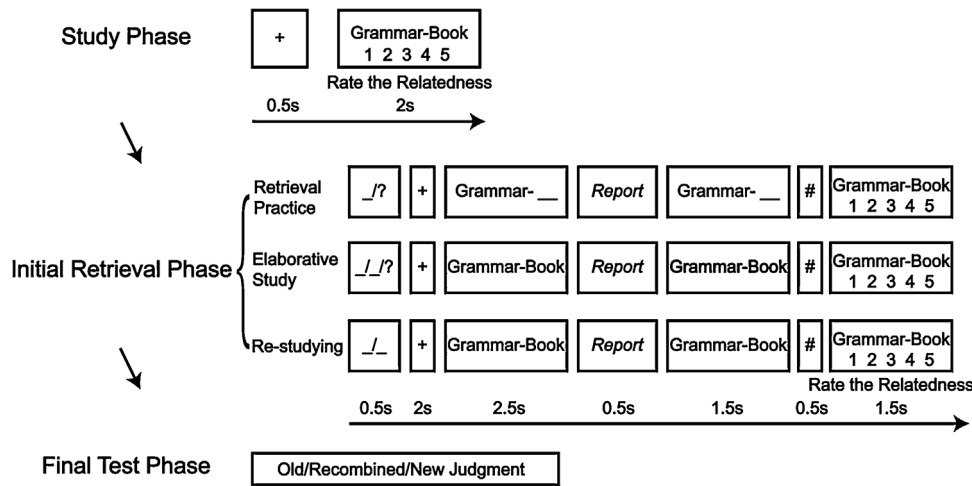 Study Phase
+
Grammar-Book
1 2 3 4 5
Rate the Relatedness
0.5s 2s
Initial Retrieval Phase
Retrieval
Practice
_/?
+
Grammar- __
Report
Grammar- __
#
Grammar-Book
1 2 3 4 5
Elaborative
Study
_/_/?
+
Grammar-Book
Report
Grammar-Book
#
Grammar-Book
1 2 3 4 5
Re-studying
_/_
+
Grammar-Book
Report
Grammar-Book
#
Grammar-Book
1 2 3 4 5
Rate the Relatedness
0.5s 2s 2.5s 0.5s 1.5s 0.5s 1.5s
Final Test Phase
Old/Recombined/New Judgment